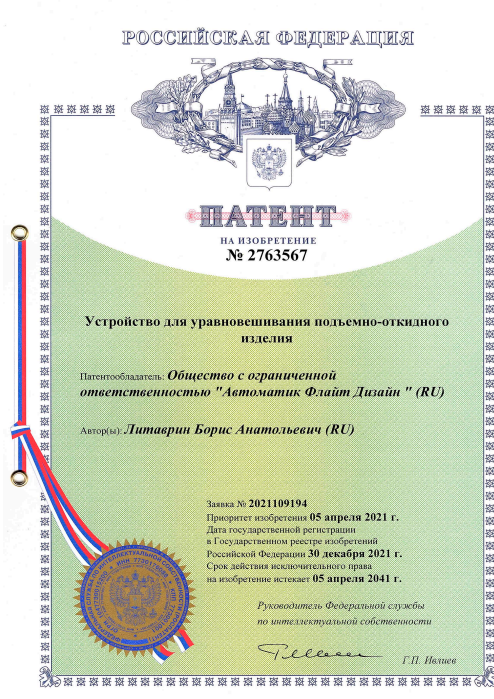 РОССИЙСКАЯ ФЕДЕРАЦИЯ
ПАТЕНТ
НА ИЗОБРЕТЕНИЕ
№ 2763567
Устройство для уравновешивания подъемно-откидного
изделия
Патентообладатель: Общество с ограниченной
ответственностью "Автоматик Флайт Дизайн " (RU)
Автор(ы): Литаврин Борис Анатольевич (RU)
Заявка № 2021109194
Приоритет изобретения 05 апреля 2021 г.
Дата государственной регистрации
в Государственном реестре изобретений
Российской Федерации 30 декабря 2021 г.
Срок действия исключительного права
на изобретение истекает 05 апреля 2041 г.
Руководитель Федеральной службы
по интеллектуальной собственности
Г.П. Ивлиев